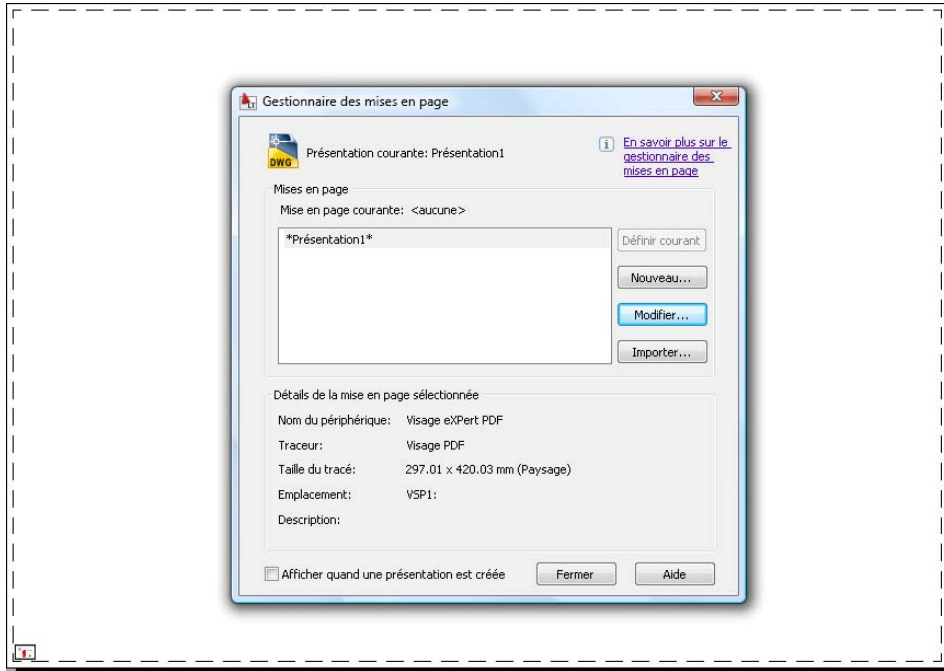 LT
Gestionnaire des mises en page
DWG
Présentation courante: Présentation1
i
En savoir plus sur le
gestionnaire des
mises en page
Mises en page
Mise en page courante: <aucune>
*Présentation1*
Définir courant
Nouveau...
Modifier...
Importer...
Détails de la mise en page sélectionnée
Nom du périphérique: Visage eXPert PDF
Traceur: Visage PDF
Taille du tracé: 297.01 x 420.03 mm (Paysage)
Emplacement: VSP1:
Description:
Afficher quand une présentation est créée
Fermer
Aide